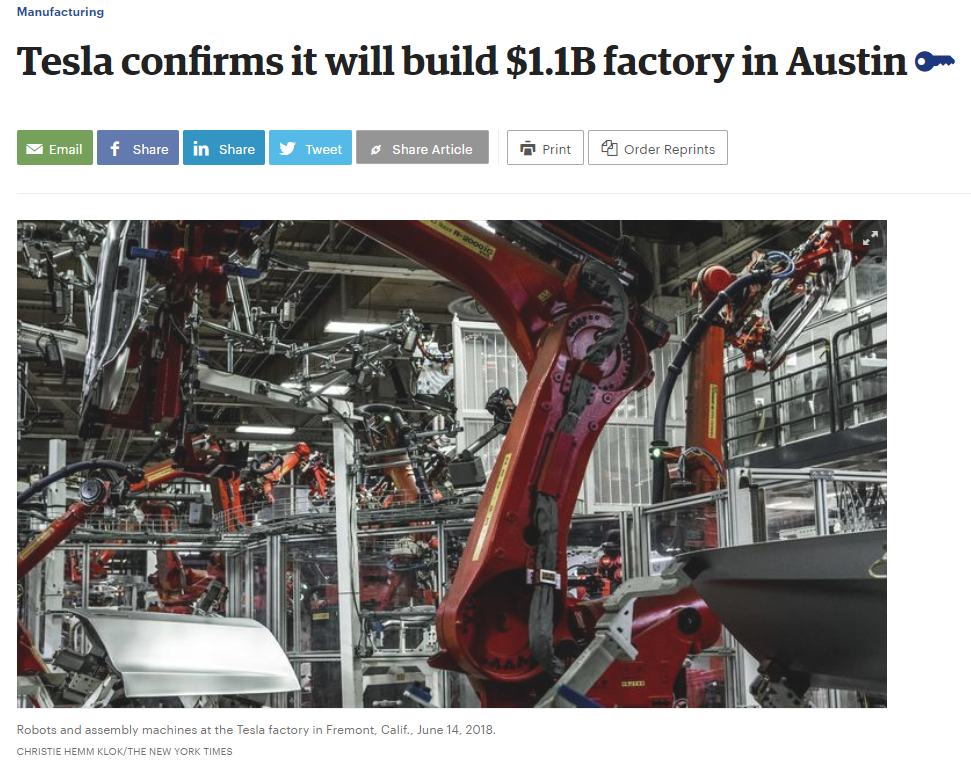 Manufacturing
Tesla confirms it will build $1.1B factory in Austin
Email
Share
Share
Tweet
Share Article
Print
Order Reprints
Robots and assembly machines at the Tesla factory in Fremont, Calif., June 14, 2018.
CHRISTIE HEMM KLOK/THE NEW YORK TIMES